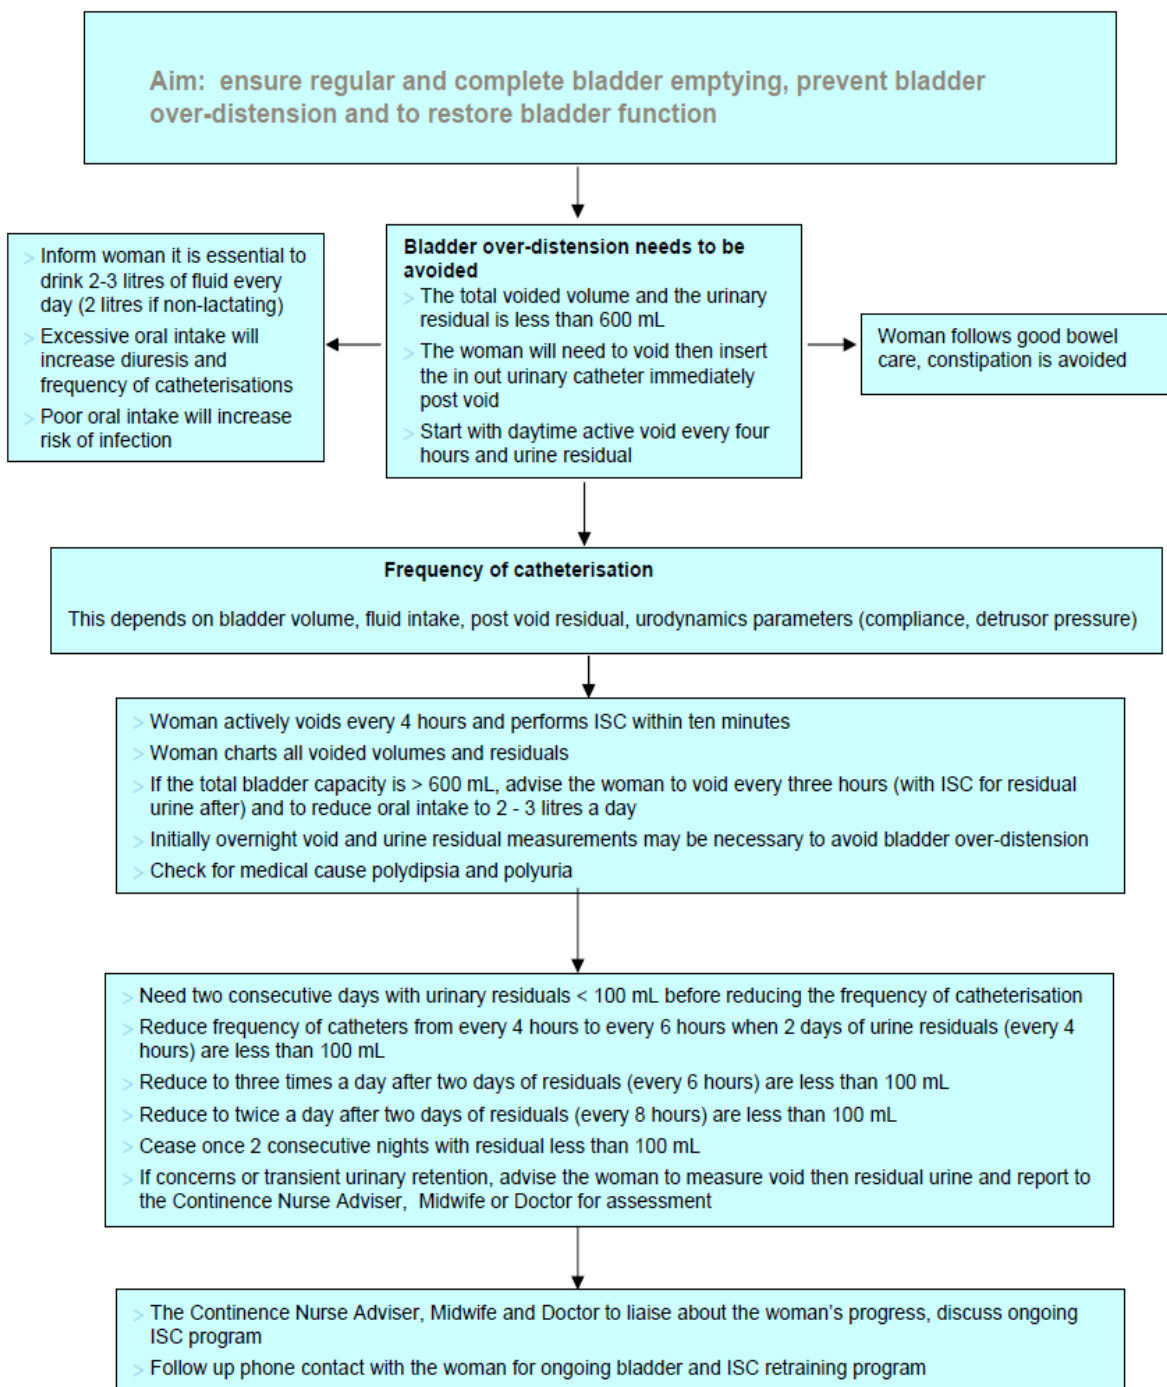 Aim:  ensure regular and complete bladder emptying, prevent bladder
over-distension and to restore bladder function
> Inform woman it is essential to
drink 2-3 litres of fluid every
day (2 litres if non-lactating)
> Excessive oral intake will
increase diuresis and
frequency of catheterisations
> Poor oral intake will increase
risk of infection
Bladder over-distension needs to be
avoided
> The total voided volume and the urinary
residual is less than 600 mL
> The woman will need to void then insert
the in out urinary catheter immediately
post void
> Start with daytime active void every four
hours and urine residual
Woman follows good bowel
care, constipation is avoided
Frequency of catheterisation
This depends on bladder volume, fluid intake, post void residual, urodynamics parameters (compliance, detrusor pressure)
> Woman actively voids every 4 hours and performs ISC within ten minutes
> Woman charts all voided volumes and residuals
> If the total bladder capacity is > 600 mL, advise the woman to void every three hours (with ISC for residual
urine after) and to reduce oral intake to 2 - 3 litres a day
> Initially overnight void and urine residual measurements may be necessary to avoid bladder over-distension
> Check for medical cause polydipsia and polyuria
> Need two consecutive days with urinary residuals < 100 mL before reducing the frequency of catheterisation
> Reduce frequency of catheters from every 4 hours to every 6 hours when 2 days of urine residuals (every 4
hours) are less than 100 mL
> Reduce to three times a day after two days of residuals (every 6 hours) are less than 100 mL
> Reduce to twice a day after two days of residuals (every 8 hours) are less than 100 mL
> Cease once 2 consecutive nights with residual less than 100 mL
> If concerns or transient urinary retention, advise the woman to measure void then residual urine and report to
the Continence Nurse Adviser,  Midwife or Doctor for assessment
> The Continence Nurse Adviser, Midwife and Doctor to liaise about the woman's progress, discuss ongoing
ISC program
> Follow up phone contact with the woman for ongoing bladder and ISC retraining program